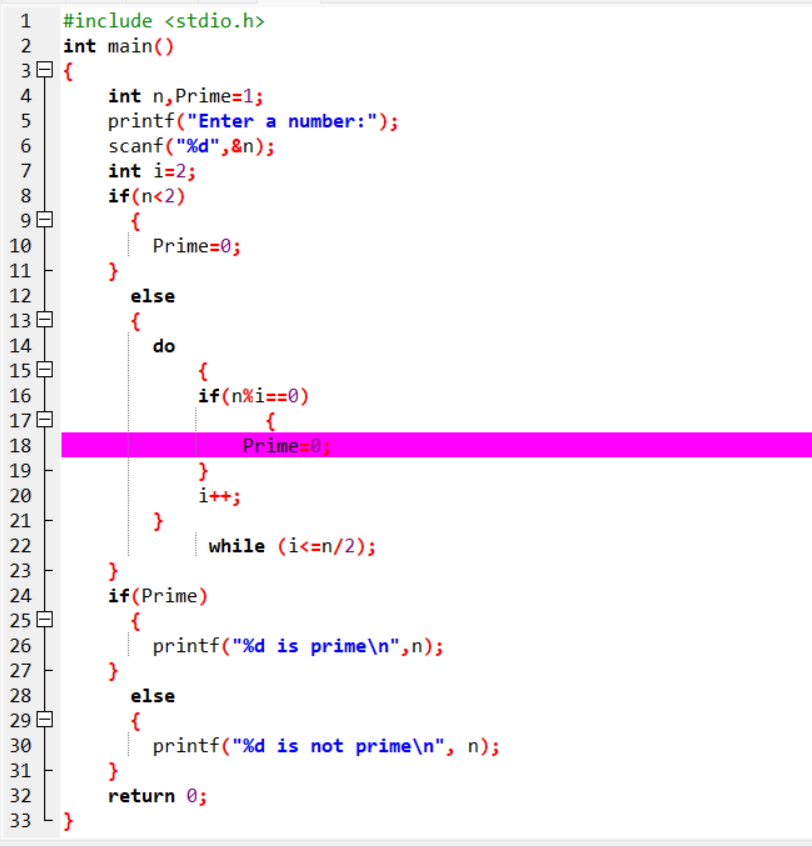 1 #include <stdio.h>
2 int main()
3 {
4 int n,Prime=1;
5 printf("Enter a number:");
6 scanf("%d",&n);
7 int i=2;
8 if(n<2)
9 {
10 Prime=0;
11 }
12 else
13 {
14 do
15 {
16 if(n%i==0)
17 {
18 Prime=0;
19 }
20 i++;
21 }
22 while (i<=n/2);
23 }
24 if(Prime)
25 {
26 printf("%d is prime\n",n);
27 }
28 else
29 {
30 printf("%d is not prime\n", n);
31 }
32 return 0;
33 }